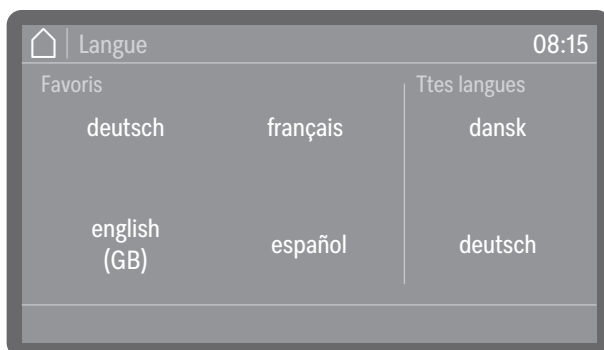 Langue 08:15
Favoris Ttes langues
deutsch français dansk
english
(GB) español deutsch